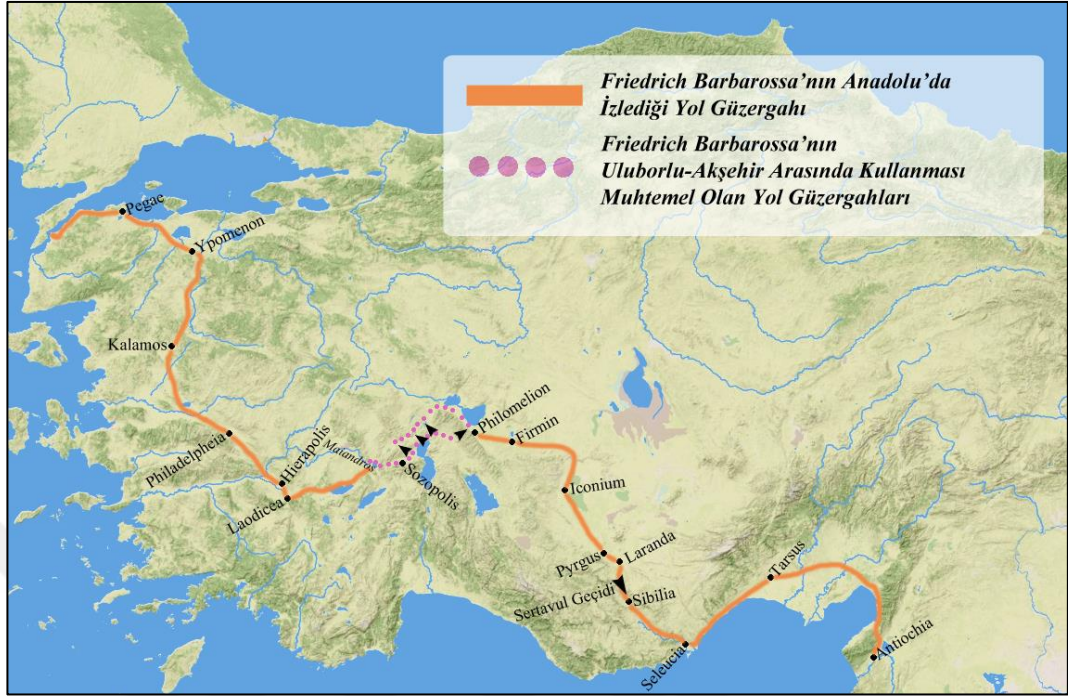 Friedrich Barbarossa’nın Anadolu’da
İzlediği Yol Güzergahı
Friedrich Barbarossa’nın
Uluborlu-Akşehir Arasında Kullanması
Muhtemel Olan Yol Güzergahları
Pegae
Ypomenon
Kalamos
Philadelpheia
Hierapolis
Laodicea
Maiandros
Sozopolis
Philomelion
Firmin
Iconium
Pyrgus
Laranda
Sertavul Geçidi
Sibilia
Seleucia
Tarsus
Antiochia